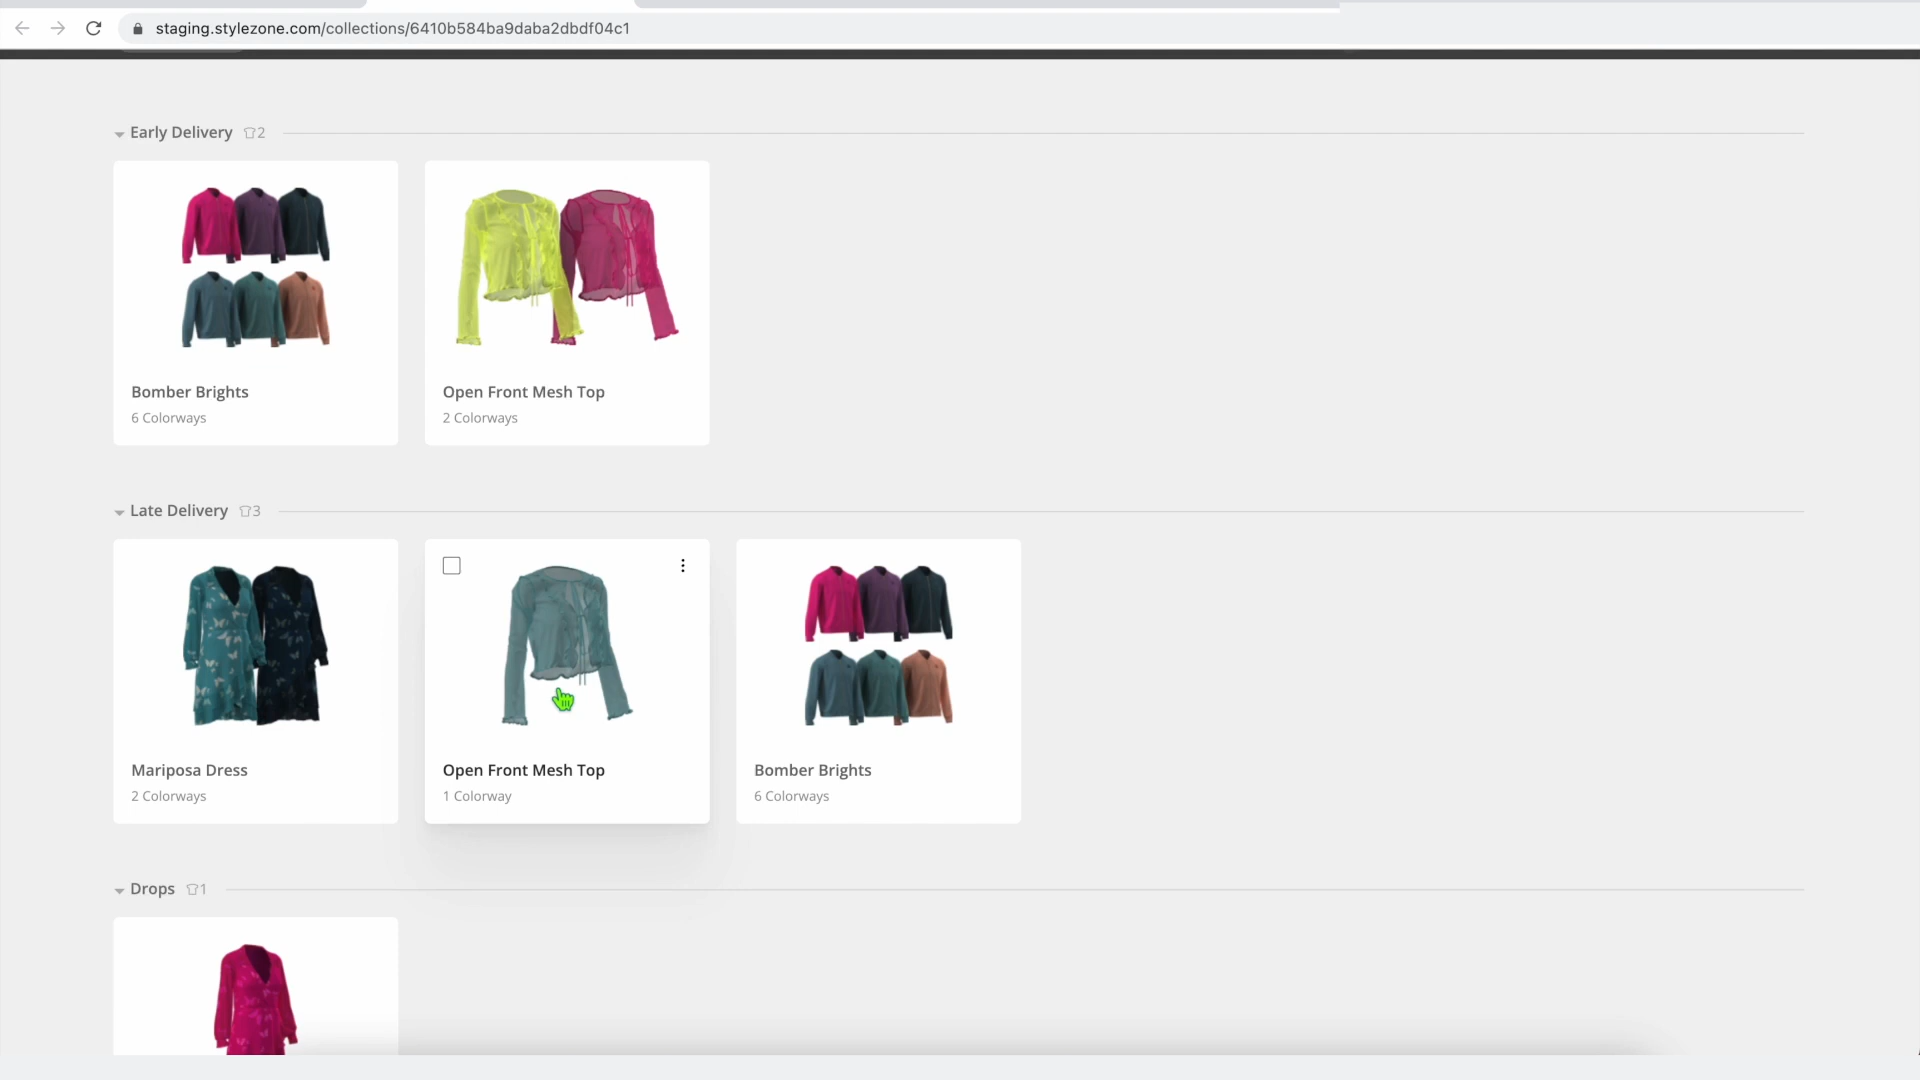 staging.stylezone.com/collections/6410b584ba9daba2dbdf04c1
Early Delivery 2
Bomber Brights
6 Colorways
Open Front Mesh Top
2 Colorways
Late Delivery 3
Mariposa Dress
2 Colorways
Open Front Mesh Top
1 Colorway
Bomber Brights
6 Colorways
Drops 1